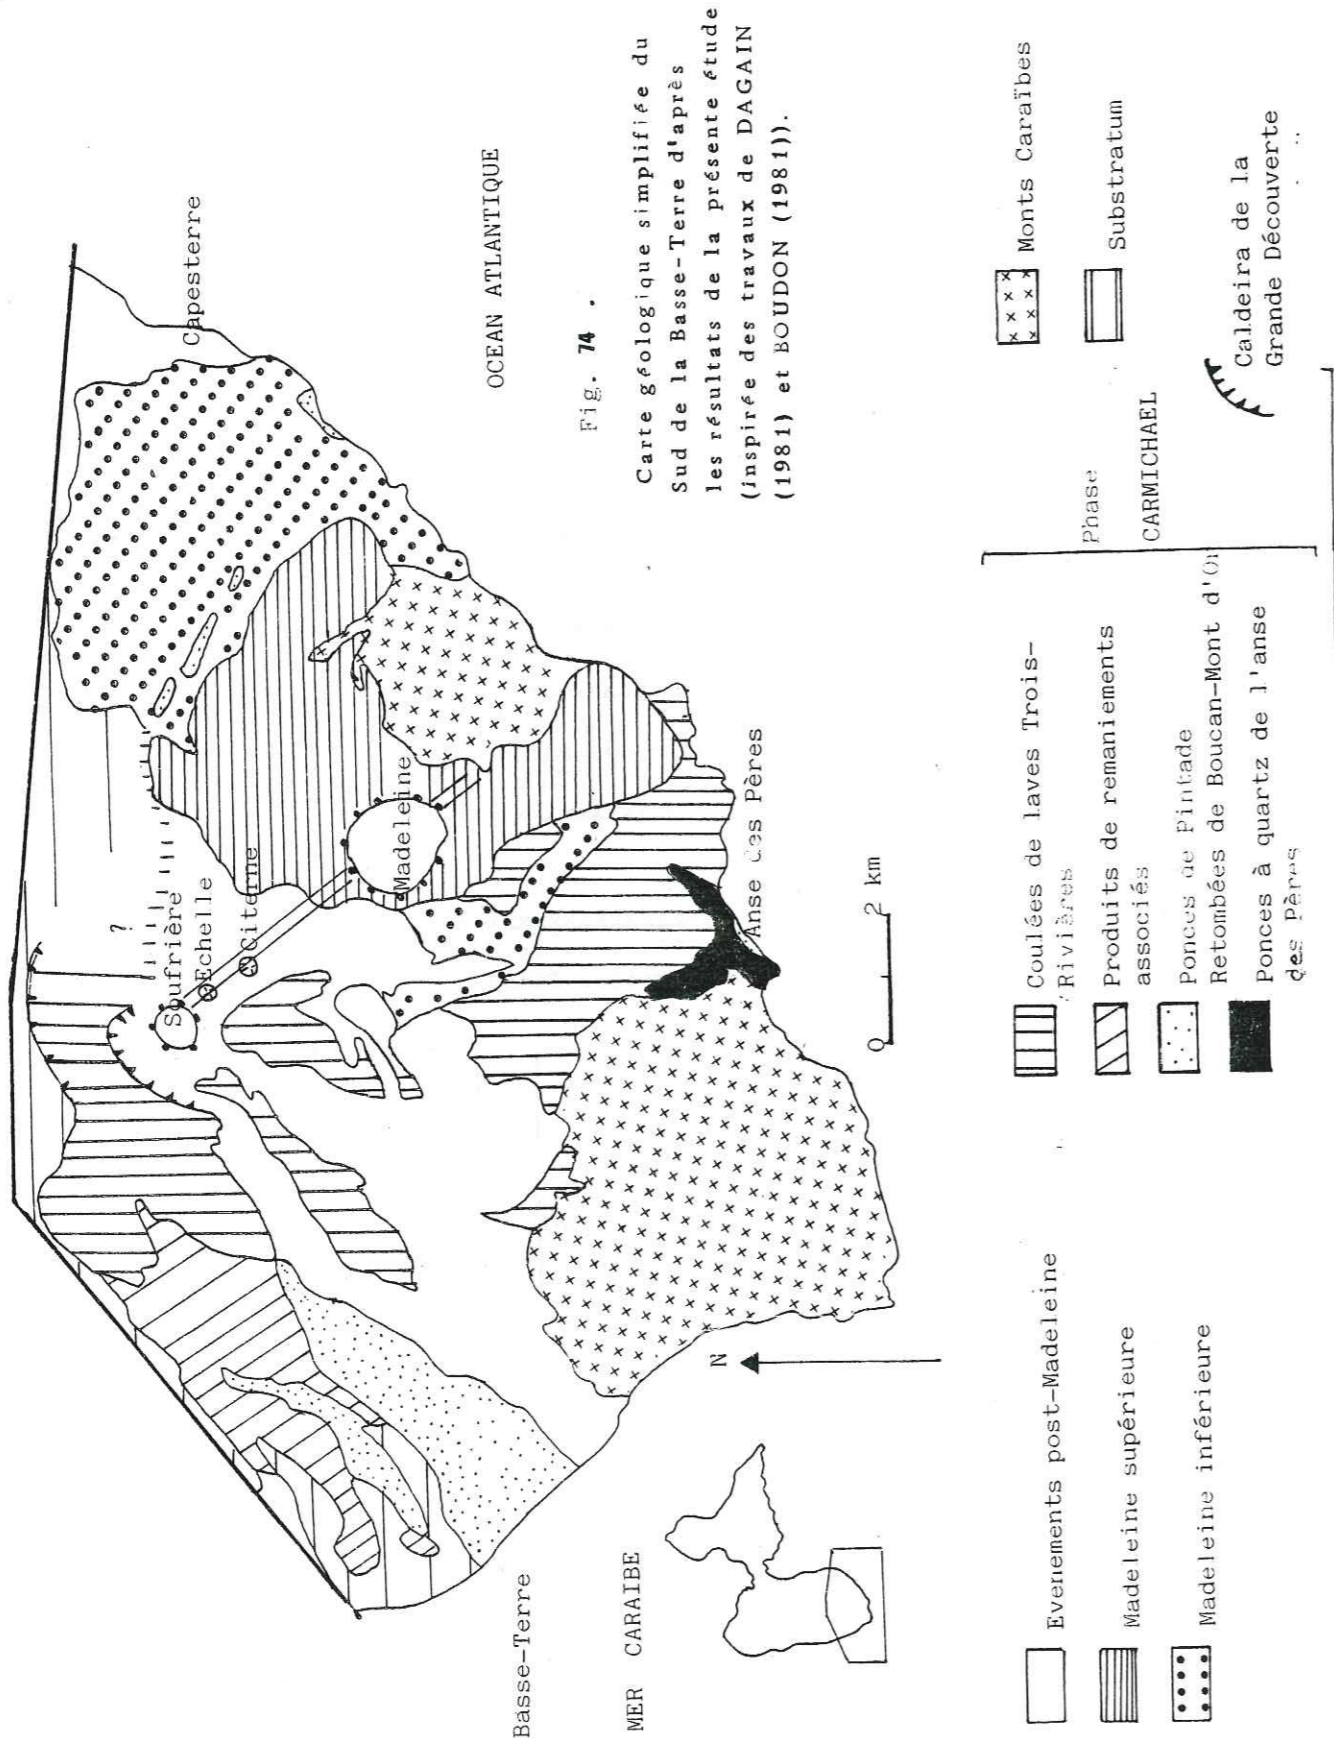 Capesterre
OCEAN ATLANTIQUE
Soufrière
Echelle
Citerne
Madeleine
?
Anse des Pères
Basse-Terre
MER CARAIBE
N
0 2 km
Fig. 74 .
Carte géologique simplifiée du
Sud de la Basse-Terre d'après
les résultats de la présente étude
(inspirée des travaux de DAGAIN
(1981) et BOUDON (1981)).
Evenements post-Madeleine
Madeleine supérieure
Madeleine inférieure
Coulées de laves Trois-
Rivières
Produits de remaniements
associés
Ponces de Pintade
Retombées de Boucan-Mont d'Or
Ponces à quartz de l'anse
des Pères
Phase
CARMICHAEL
Monts Caraïbes
Substratum
Caldeira de la
Grande Découverte